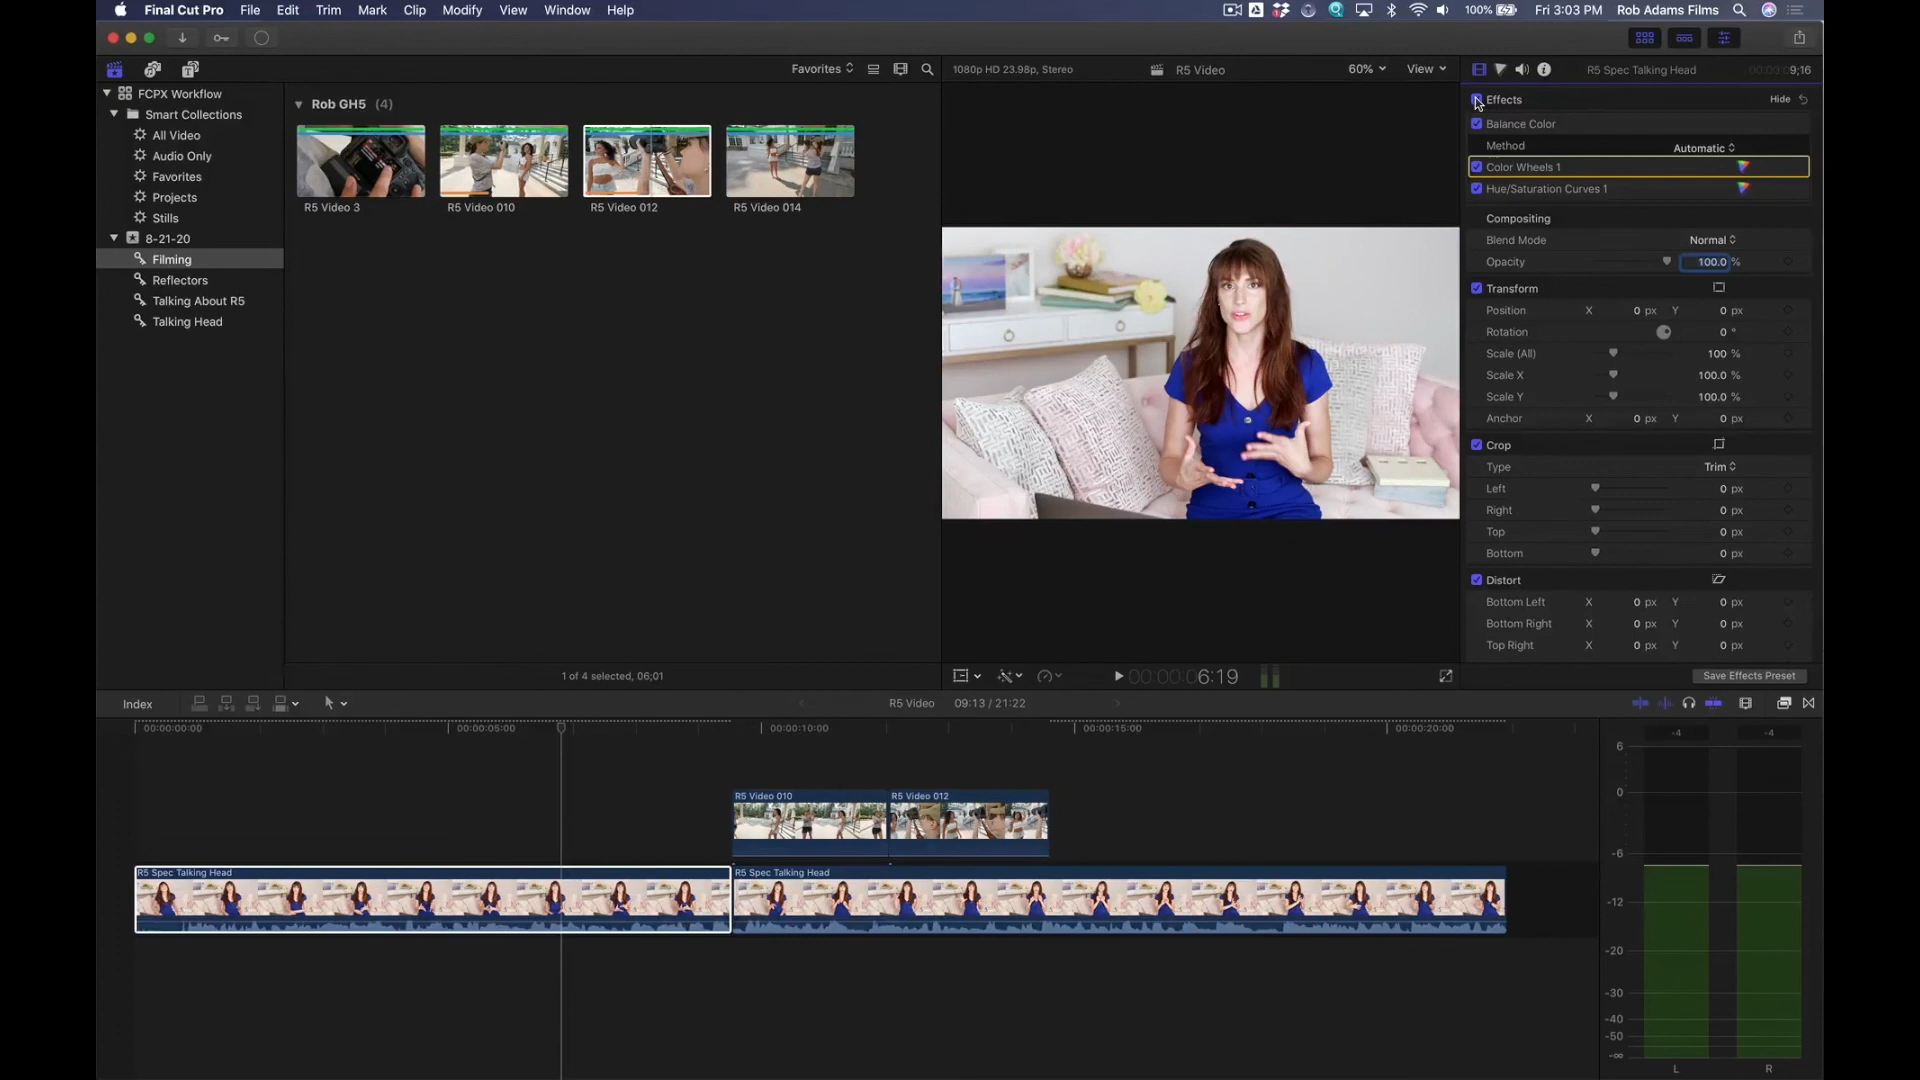 Final Cut Pro File Edit Trim Mark Clip Modify View Window Help 100% Fri 3:03 PM Rob Adams Films
Favorites 1080p HD 23.98p, Stereo R5 Video 60% View R5 Spec Talking Head 9;16
FCPX Workflow
Smart Collections
All Video
Audio Only
Favorites
Projects
Stills
8-21-20
Filming
Reflectors
Talking About R5
Talking Head
Rob GH5 (4)
R5 Video 3 R5 Video 010 R5 Video 012 R5 Video 014
1 of 4 selected, 06;01
00:00:06:19
Effects Hide
Balance Color
Method Automatic
Color Wheels 1
Hue/Saturation Curves 1
Compositing
Blend Mode Normal
Opacity 100.0 %
Transform
Position X 0 px Y 0 px
Rotation 0 °
Scale (All) 100 %
Scale X 100.0 %
Scale Y 100.0 %
Anchor X 0 px Y 0 px
Crop
Type Trim
Left 0 px
Right 0 px
Top 0 px
Bottom 0 px
Distort
Bottom Left X 0 px Y 0 px
Bottom Right X 0 px Y 0 px
Top Right X 0 px Y 0 px
Save Effects Preset
Index R5 Video 09:13 / 21:22
00:00:00:00 00:00:05:00 00:00:10:00 00:00:15:00 00:00:20:00
R5 Video 010 R5 Video 012
R5 Spec Talking Head R5 Spec Talking Head
-4 -4
6
0
-6
-12
-20
-30
-40
-50
-∞
L R